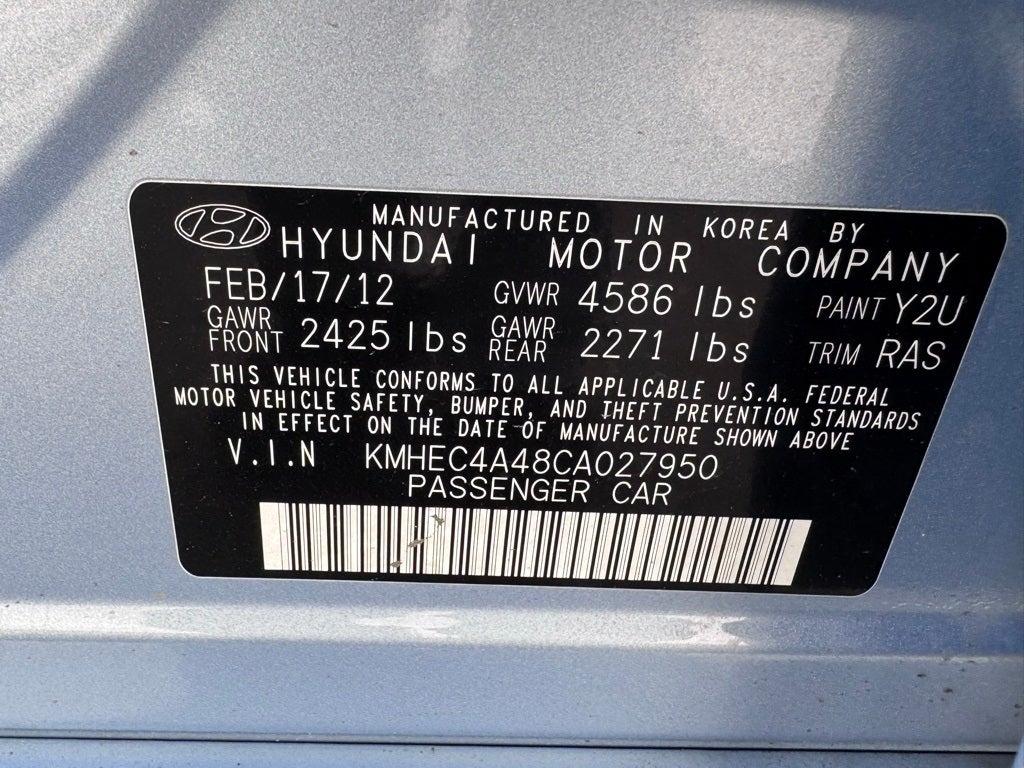 MANUFACTURED IN KOREA BY
HYUNDAI MOTOR COMPANY
FEB/17/12 GVWR 4586 lbs PAINT Y2U
GAWR FRONT 2425 lbs GAWR REAR 2271 lbs TRIM RAS
THIS VEHICLE CONFORMS TO ALL APPLICABLE U.S.A. FEDERAL
MOTOR VEHICLE SAFETY, BUMPER, AND THEFT PREVENTION STANDARDS
IN EFFECT ON THE DATE OF MANUFACTURE SHOWN ABOVE
V.I.N KMHEC4A48CA027950
PASSENGER CAR